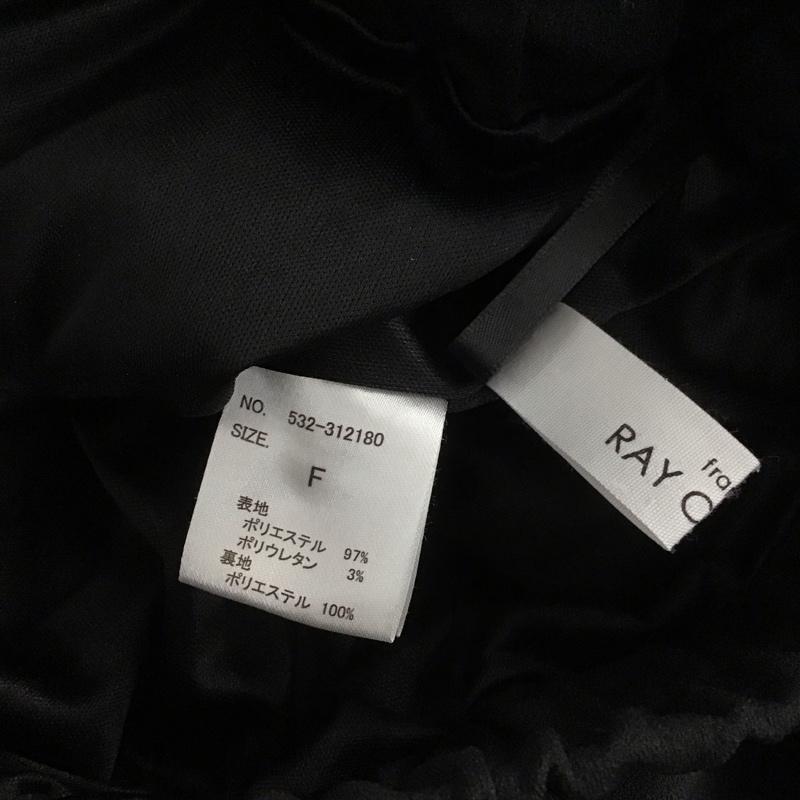 NO. 532-312180
SIZE.
F
表地
ポリエステル 97%
ポリウレタン 3%
裏地
ポリエステル 100%
fra
RAY C